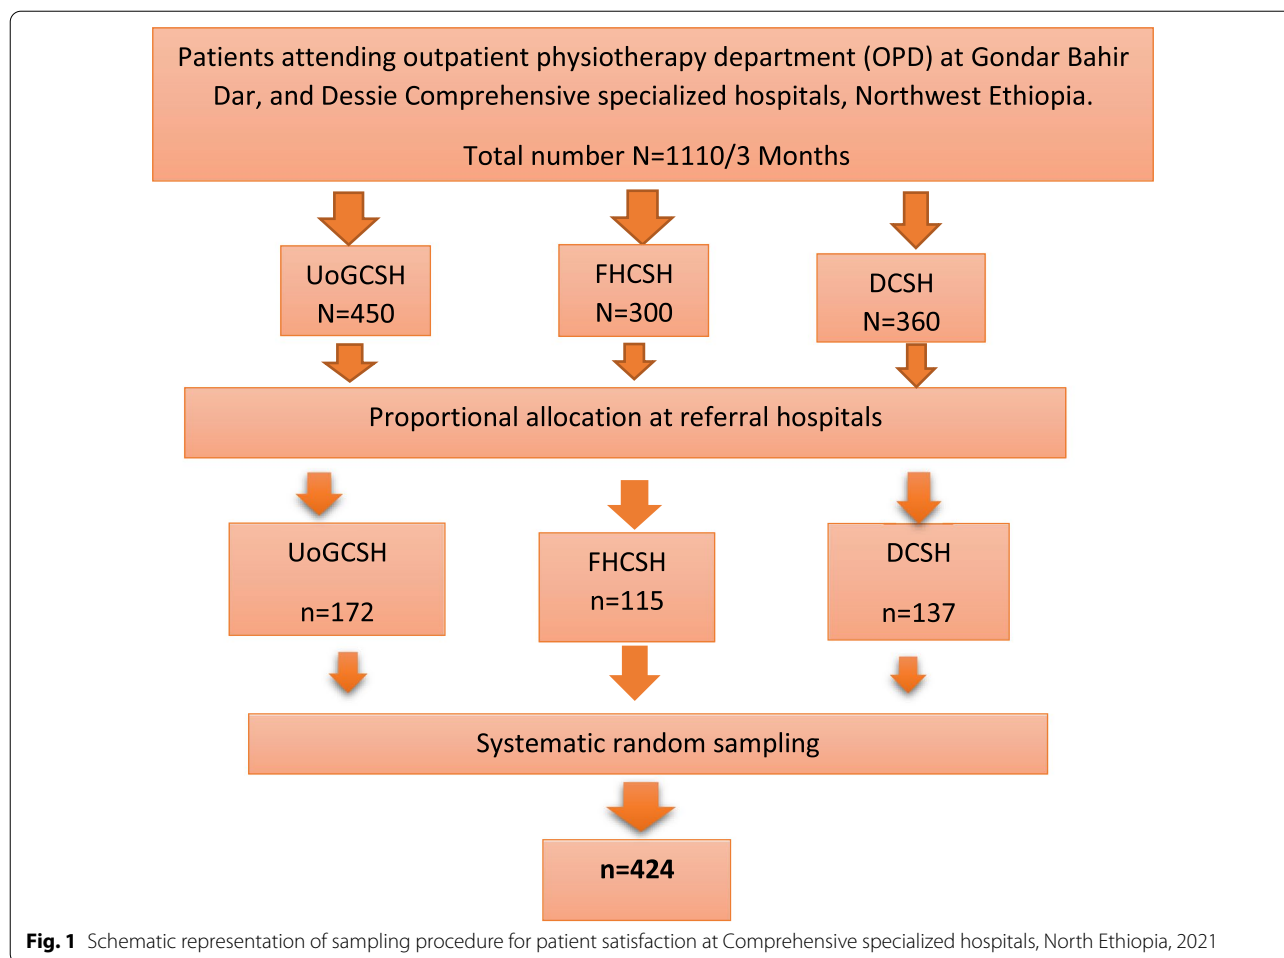 Patients attending outpatient physiotherapy department (OPD) at Gondar Bahir
Dar, and Dessie Comprehensive specialized hospitals, Northwest Ethiopia.
Total number N=1110/3 Months
UoGCSH
N=450
FHCSH
N=300
DCSH
N=360
Proportional allocation at referral hospitals
UoGCSH
n=172
FHCSH
n=115
DCSH
n=137
Systematic random sampling
n=424
Fig. 1 Schematic representation of sampling procedure for patient satisfaction at Comprehensive specialized hospitals, North Ethiopia, 2021